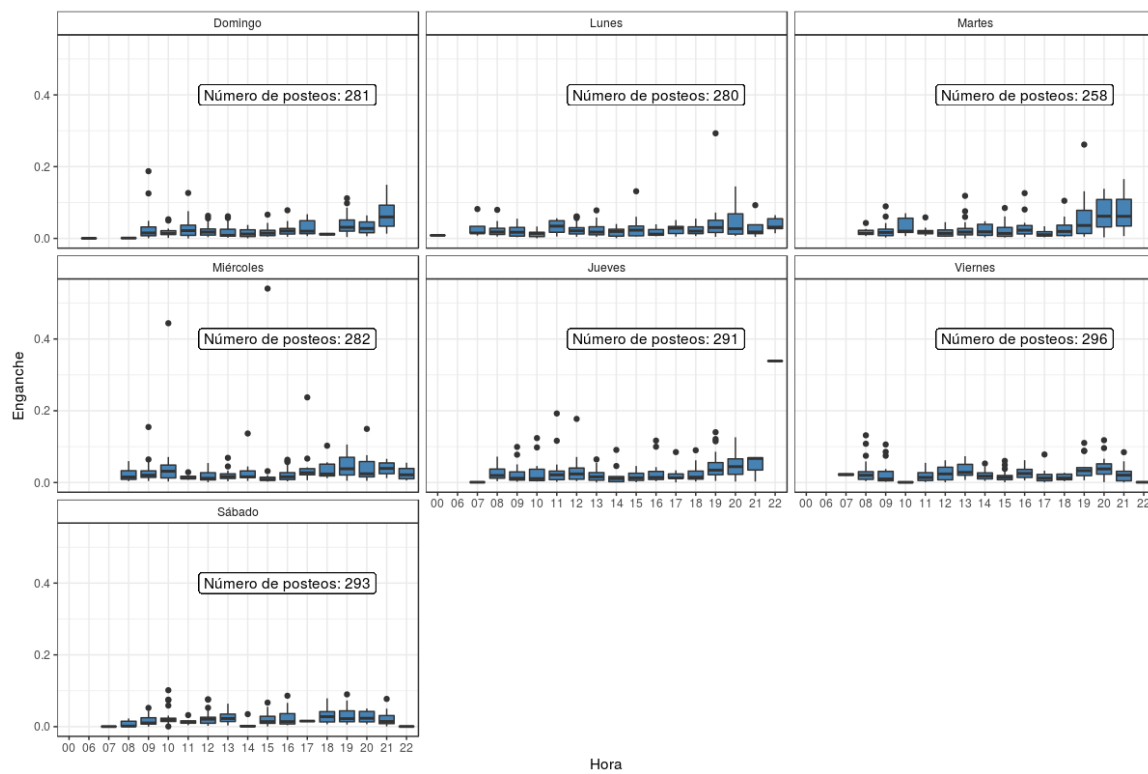 Domingo
Lunes
Martes
0.4
0.2
0.0
Número de posteos: 281
Número de posteos: 280
Número de posteos: 258
Miércoles
Jueves
Viernes
Enganche
0.4
0.2
0.0
Número de posteos: 282
Número de posteos: 291
Número de posteos: 296
Sábado
00 06 07 08 09 10 11 12 13 14 15 16 17 18 19 20 21 22
00 06 07 08 09 10 11 12 13 14 15 16 17 18 19 20 21 22
0.4
0.2
0.0
Número de posteos: 293
00 06 07 08 09 10 11 12 13 14 15 16 17 18 19 20 21 22
Hora